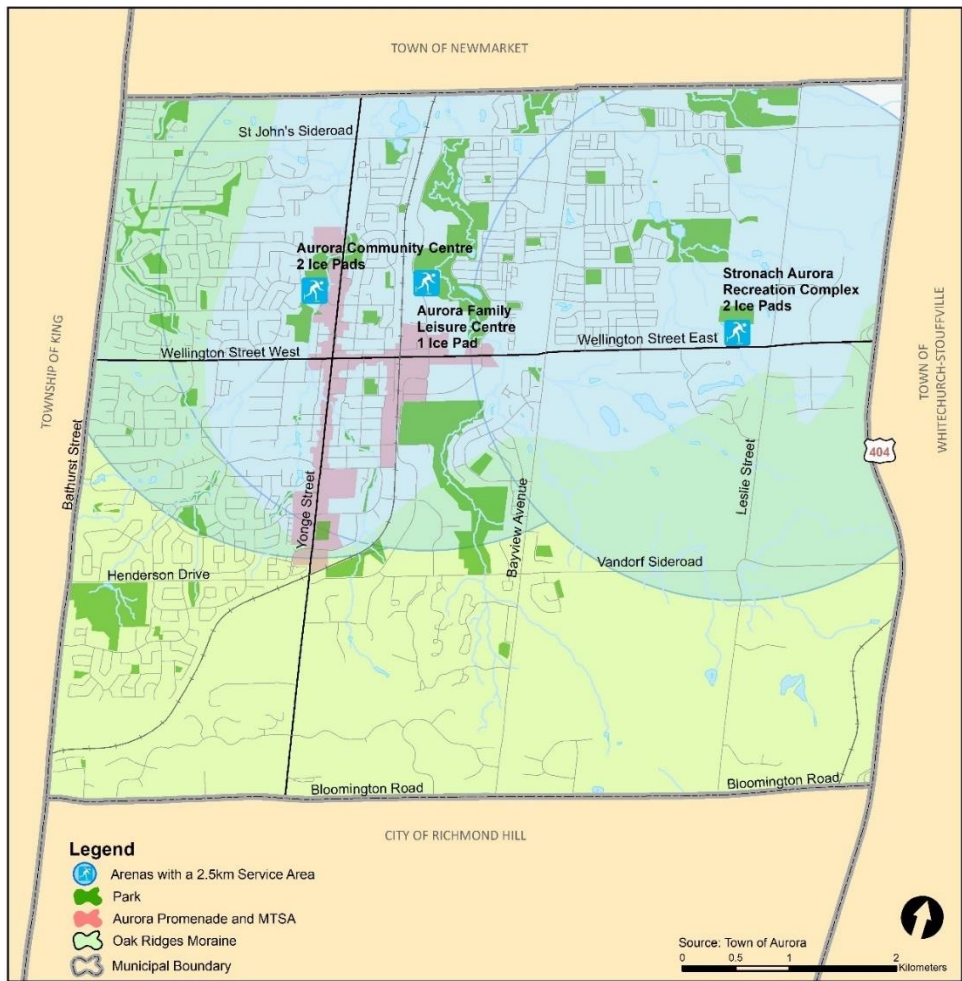 TOWN OF NEWMARKET
St John's Sideroad
Aurora Community Centre
2 Ice Pads
Aurora Family
Leisure Centre
1 Ice Pad
Stronach Aurora
Recreation Complex
2 Ice Pads
Wellington Street West
Wellington Street East
TOWNSHIP OF KING
TOWN OF
WHITECHURCH-STOUFFVILLE
404
Bathurst Street
Yonge Street
Bayview Avenue
Leslie Street
Vandorf Sideroad
Henderson Drive
Bloomington Road
Bloomington Road
CITY OF RICHMOND HILL
Legend
Arenas with a 2.5km Service Area
Park
Aurora Promenade and MTSA
Oak Ridges Moraine
Municipal Boundary
Source: Town of Aurora
0 0.5 1 2
Kilometers